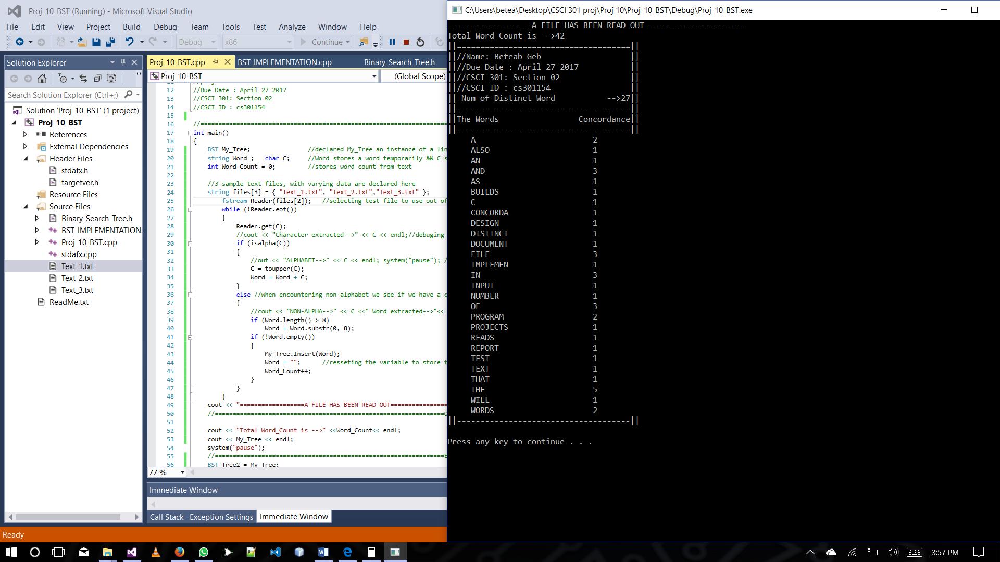 Proj_10_BST (Running) - Microsoft Visual Studio
File Edit View Project Build Debug Team Tools Test Analyze Window Help
Debug x86 Continue
Solution Explorer
Search Solution Explorer (Ctrl+;)
Solution 'Proj_10_BST' (1 project)
Proj_10_BST
References
External Dependencies
Header Files
stdafx.h
targetver.h
Resource Files
Source Files
Binary_Search_Tree.h
BST_IMPLEMENTATION.
Proj_10_BST.cpp
stdafx.cpp
Text_1.txt
Text_2.txt
Text_3.txt
ReadMe.txt
Proj_10_BST.cpp BST_IMPLEMENTATION.cpp Binary_Search_Tree.h
Proj_10_BST (Global Scope)
12 //Due Date : April 27 2017
13 //CSCI 301: Section 02
14 //CSCI ID : cs301154
15
16 //=====================================================================
17 int main()
18 {
19 BST My_Tree; //declared My_Tree an instance of a lin
20 string Word ; char C; //Word stores a word temporarily && C s
21 int Word_Count = 0; //stores word count from text
22
23 //3 sample text files, with varying data are declared here
24 string files[3] = { "Text_1.txt", "Text_2.txt","Text_3.txt" };
25 fstream Reader(files[2]); //selecting test file to use out of
26 while (!Reader.eof())
27 {
28 Reader.get(C);
29 //cout << "Character extracted-->" << C << endl;//debuging
30 if (isalpha(C))
31 {
32 //out << "ALPHABET-->" << C << endl; system("pause"); /
33 C = toupper(C);
34 Word = Word + C;
35 }
36 else //when encountering non alphabet we see if we have a c
37 {
38 //cout << "NON-ALPHA-->" << C <<" Word extracted-->"<<
39 if (Word.length() > 8)
40 Word = Word.substr(0, 8);
41 if (!Word.empty())
42 {
43 My_Tree.Insert(Word);
44 Word = ""; //resseting the variable to store t
45 Word_Count++;
46 }
47 }
48 }
49 cout << "==================A FILE HAS BEEN READ OUT================
50 //================================================================
51
52 cout << "Total Word_Count is -->" <<Word_Count<< endl;
53 cout << My_Tree << endl;
54 system("pause");
55 //================================================================E
56 BST Tree2 = My_Tree;
77 %
Immediate Window
Call Stack Exception Settings Immediate Window
Ready
C:\Users\betea\Desktop\CSCI 301 proj\Proj 10\Proj_10_BST\Debug\Proj_10_BST.exe
==================A FILE HAS BEEN READ OUT=====================
Total Word_Count is -->42
||=====================================||
||//Name: Beteab Geb ||
||//Due Date : April 27 2017 ||
||//CSCI 301: Section 02 ||
||//CSCI ID : cs301154 ||
|| Num of Distinct Word -->27||
||-------------------------------------||
||The Words Concordance||
||-------------------------------------||
A 2
ALSO 1
AN 1
AND 3
AS 1
BUILDS 1
C 1
CONCORDA 1
DESIGN 1
DISTINCT 1
DOCUMENT 1
FILE 3
IMPLEMEN 1
IN 3
INPUT 1
NUMBER 1
OF 3
PROGRAM 2
PROJECTS 1
READS 1
REPORT 1
TEST 1
TEXT 1
THAT 1
THE 5
WILL 1
WORDS 2
||-------------------------------------||
Press any key to continue . . .
3:57 PM